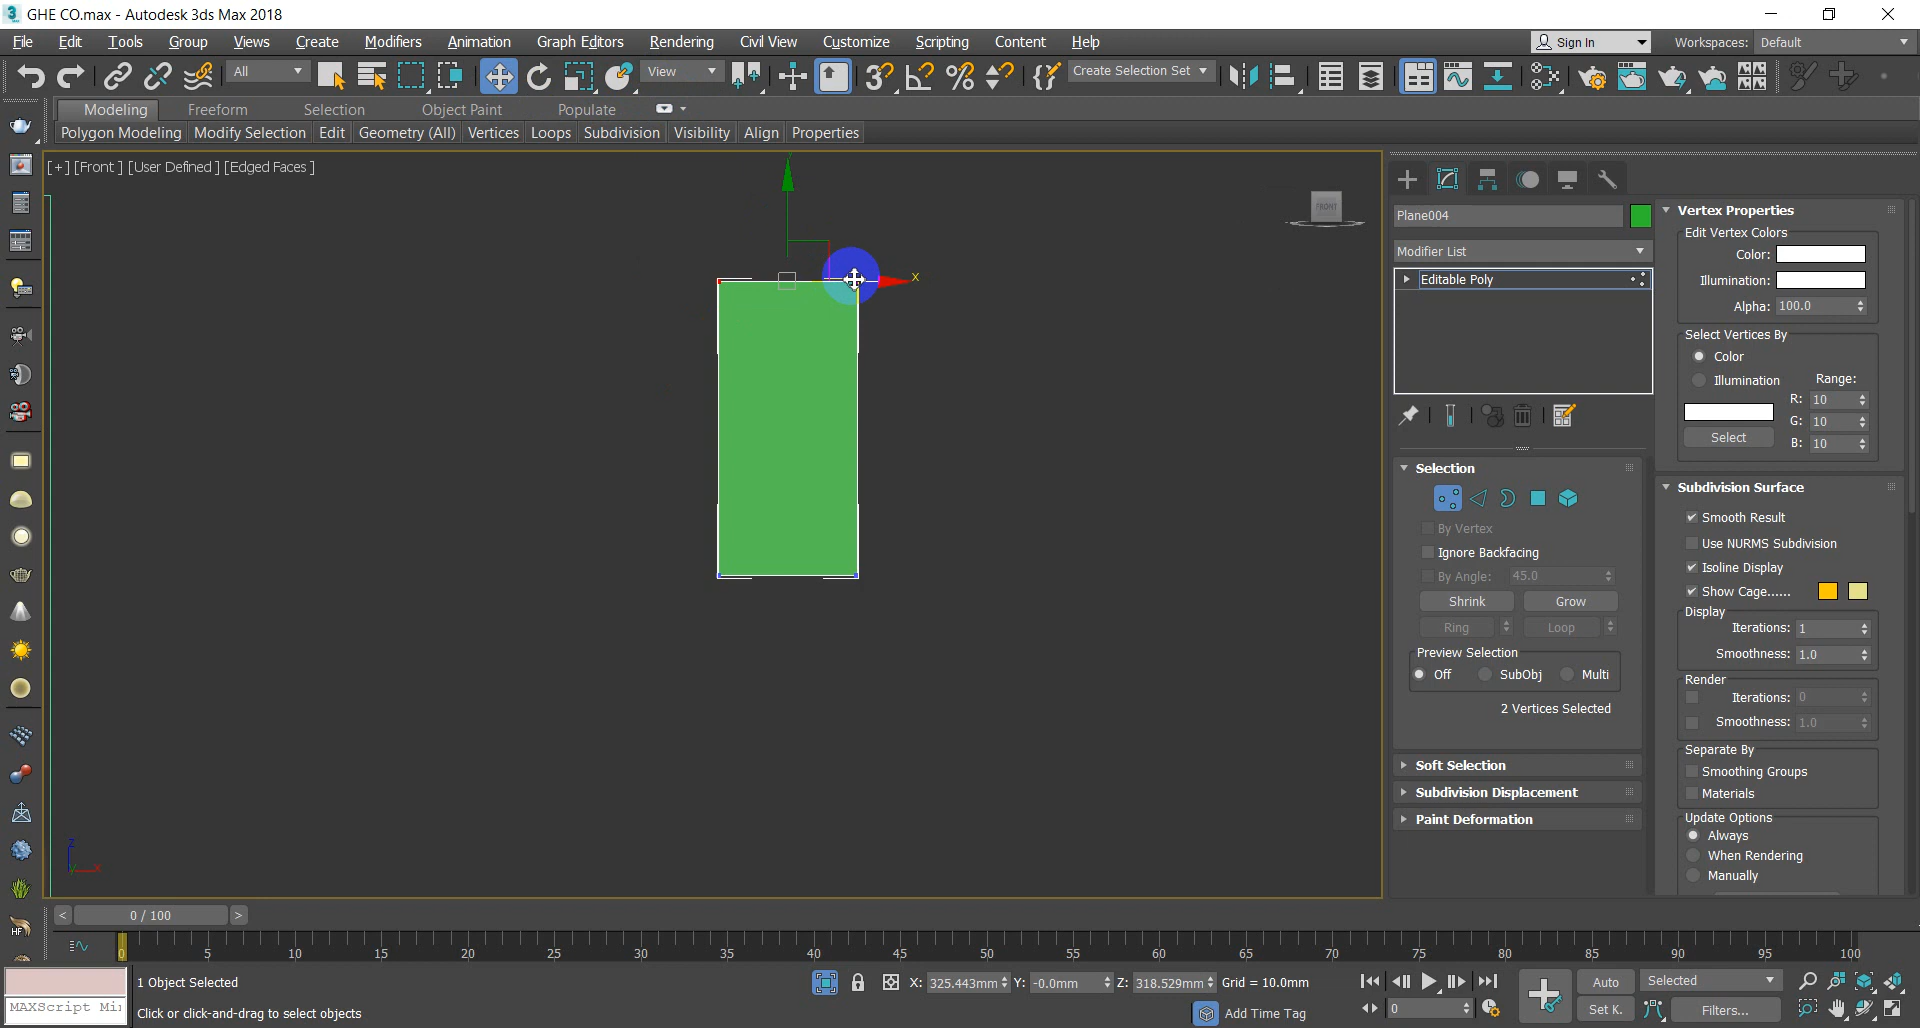 GHE CO.max - Autodesk 3ds Max 2018
File Edit Tools Group Views Create Modifiers Animation Graph Editors Rendering Civil View Customize Scripting Content Help
Sign In Workspaces: Default
All View Create Selection Set
Modeling Freeform Selection Object Paint Populate
Polygon Modeling Modify Selection Edit Geometry (All) Vertices Loops Subdivision Visibility Align Properties
[+] [Front ] [User Defined ] [Edged Faces ]
FRONT
x
z
Plane004
Modifier List
Editable Poly
Selection
By Vertex
Ignore Backfacing
By Angle: 45.0
Shrink Grow
Ring Loop
Preview Selection
Off SubObj Multi
2 Vertices Selected
Soft Selection
Subdivision Displacement
Paint Deformation
Vertex Properties
Edit Vertex Colors
Color:
Illumination:
Alpha: 100.0
Select Vertices By
Color
Illumination Range:
R: 10
G: 10
Select
B: 10
Subdivision Surface
Smooth Result
Use NURMS Subdivision
Isoline Display
Show Cage......
Display
Iterations: 1
Smoothness: 1.0
Render
Iterations: 0
Smoothness: 1.0
Separate By
Smoothing Groups
Materials
Update Options
Always
When Rendering
Manually
HF
< 0 / 100 >
0 5 10 15 20 25 30 35 40 45 50 55 60 65 70 75 80 85 90 95 100
1 Object Selected
X: 325.443mm Y: -0.0mm Z: 318.529mm Grid = 10.0mm
Auto Selected
MAXScript Mi
Click or click-and-drag to select objects
Add Time Tag
0
Set K. Filters...